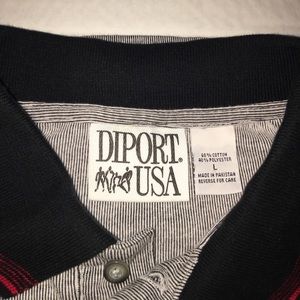 DIPORT®
USA
60% COTTON
40% POLYESTER
L
MADE IN PAKISTAN
REVERSE FOR CARE